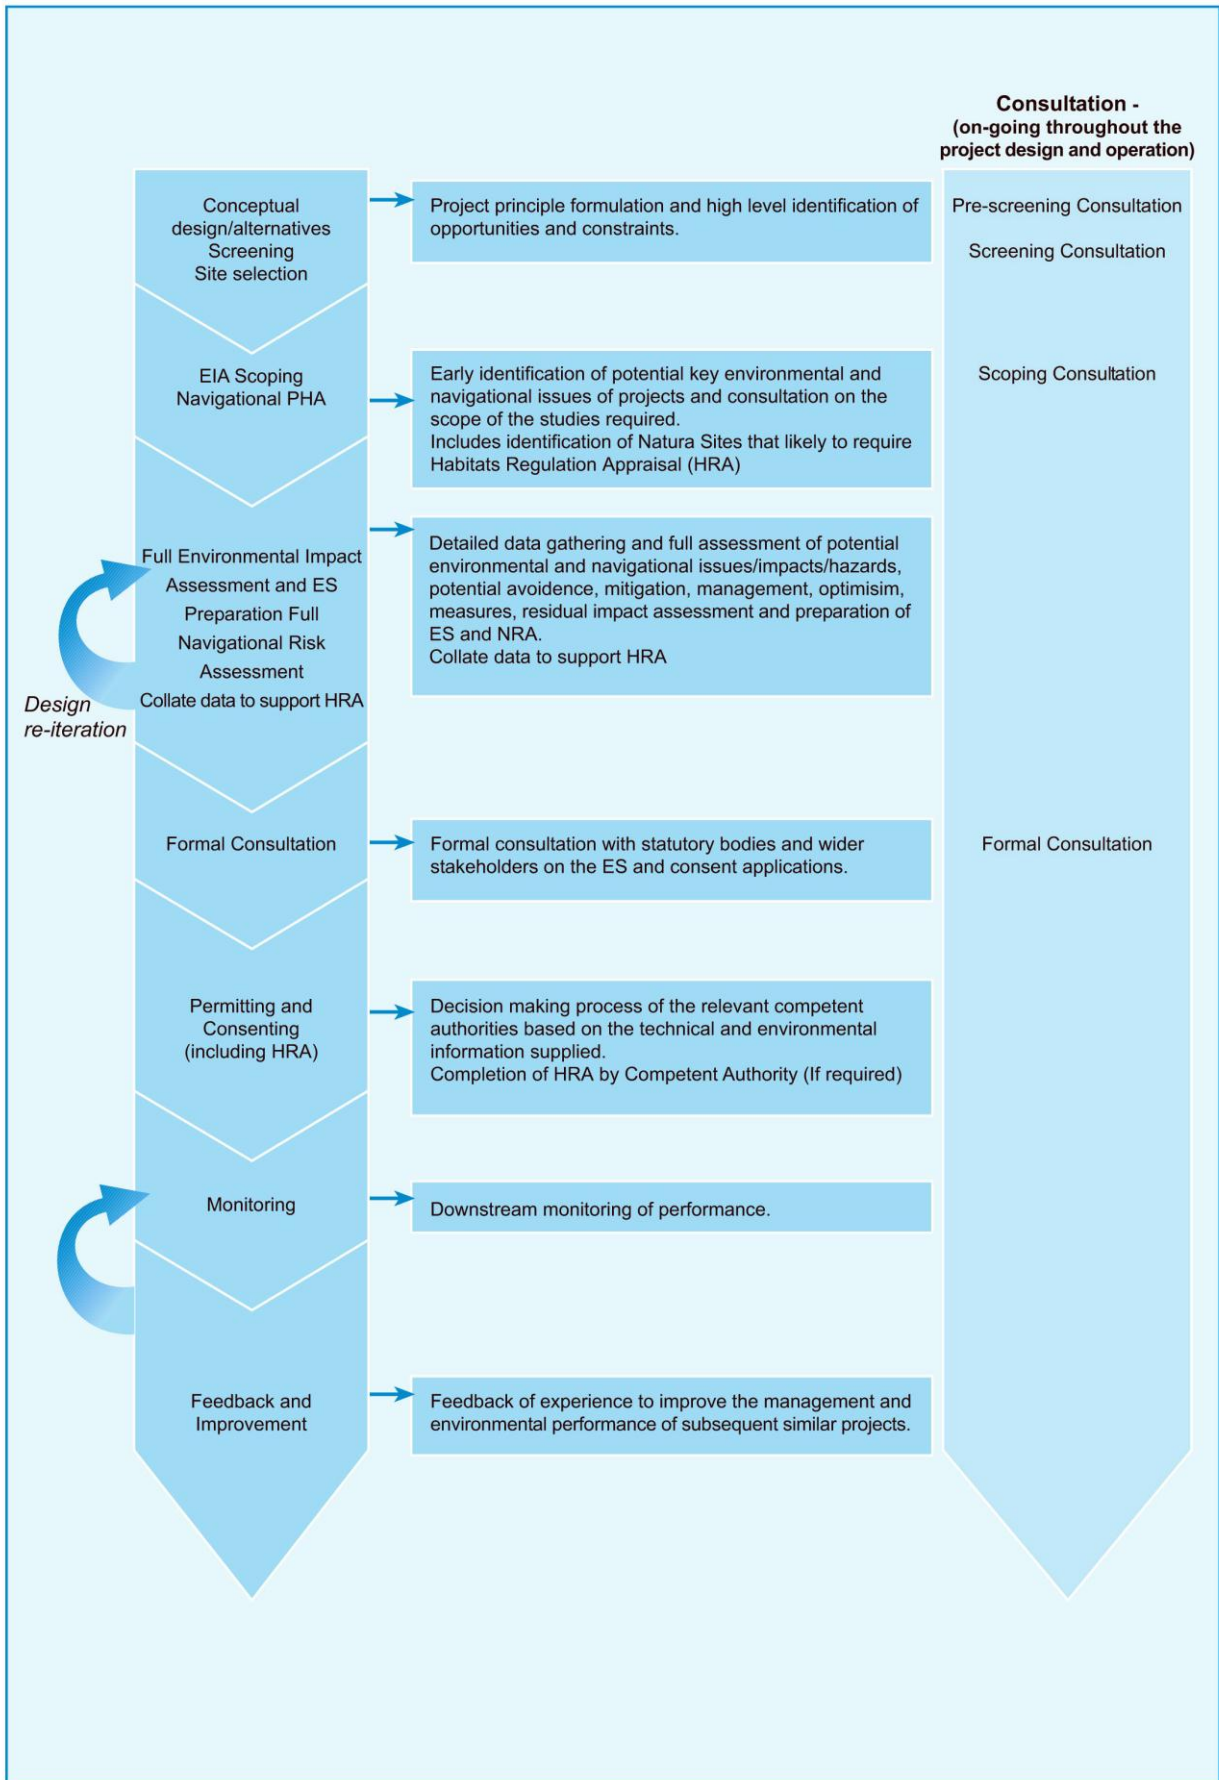 Consultation -
(on-going throughout the
project design and operation)
Conceptual
design/alternatives
Screening
Site selection
Project principle formulation and high level identification of
opportunities and constraints.
Pre-screening Consultation
Screening Consultation
EIA Scoping
Navigational PHA
Early identification of potential key environmental and
navigational issues of projects and consultation on the
scope of the studies required.
Includes identification of Natura Sites that likely to require
Habitats Regulation Appraisal (HRA)
Scoping Consultation
Full Environmental Impact
Assessment and ES
Preparation Full
Navigational Risk
Assessment
Collate data to support HRA
Design
re-iteration
Detailed data gathering and full assessment of potential
environmental and navigational issues/impacts/hazards,
potential avoidence, mitigation, management, optimisim,
measures, residual impact assessment and preparation of
ES and NRA.
Collate data to support HRA
Formal Consultation
Formal consultation with statutory bodies and wider
stakeholders on the ES and consent applications.
Formal Consultation
Permitting and
Consenting
(including HRA)
Decision making process of the relevant competent
authorities based on the technical and environmental
information supplied.
Completion of HRA by Competent Authority (If required)
Monitoring
Downstream monitoring of performance.
Feedback and
Improvement
Feedback of experience to improve the management and
environmental performance of subsequent similar projects.